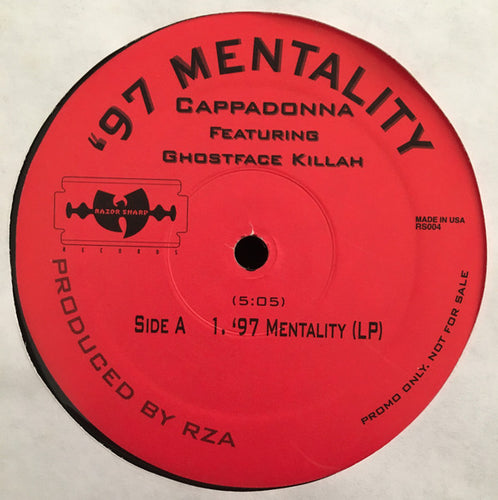 ‘97 MENTALITY
CAPPADONNA
FEATURING
GHOSTFACE KILLAH
RAZOR SHARP
RECORDS
MADE IN USA
RS004
(5:05)
SIDE A 1. ‘97 MENTALITY (LP)
PRODUCED BY RZA
PROMO ONLY. NOT FOR SALE